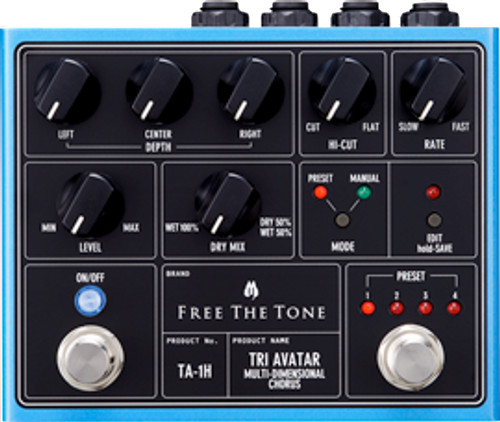 LEFT CENTER RIGHT
DEPTH
CUT FLAT
HI-CUT
SLOW FAST
RATE
MIN MAX
LEVEL
WET 100% DRY 50%
WET 50%
DRY MIX
PRESET MANUAL
MODE
EDIT
hold-SAVE
ON/OFF
BRAND
FREE THE TONE
PRODUCT No.
TA-1H
PRODUCT NAME
TRI AVATAR
MULTI-DIMENSIONAL
CHORUS
PRESET
1 2 3 4